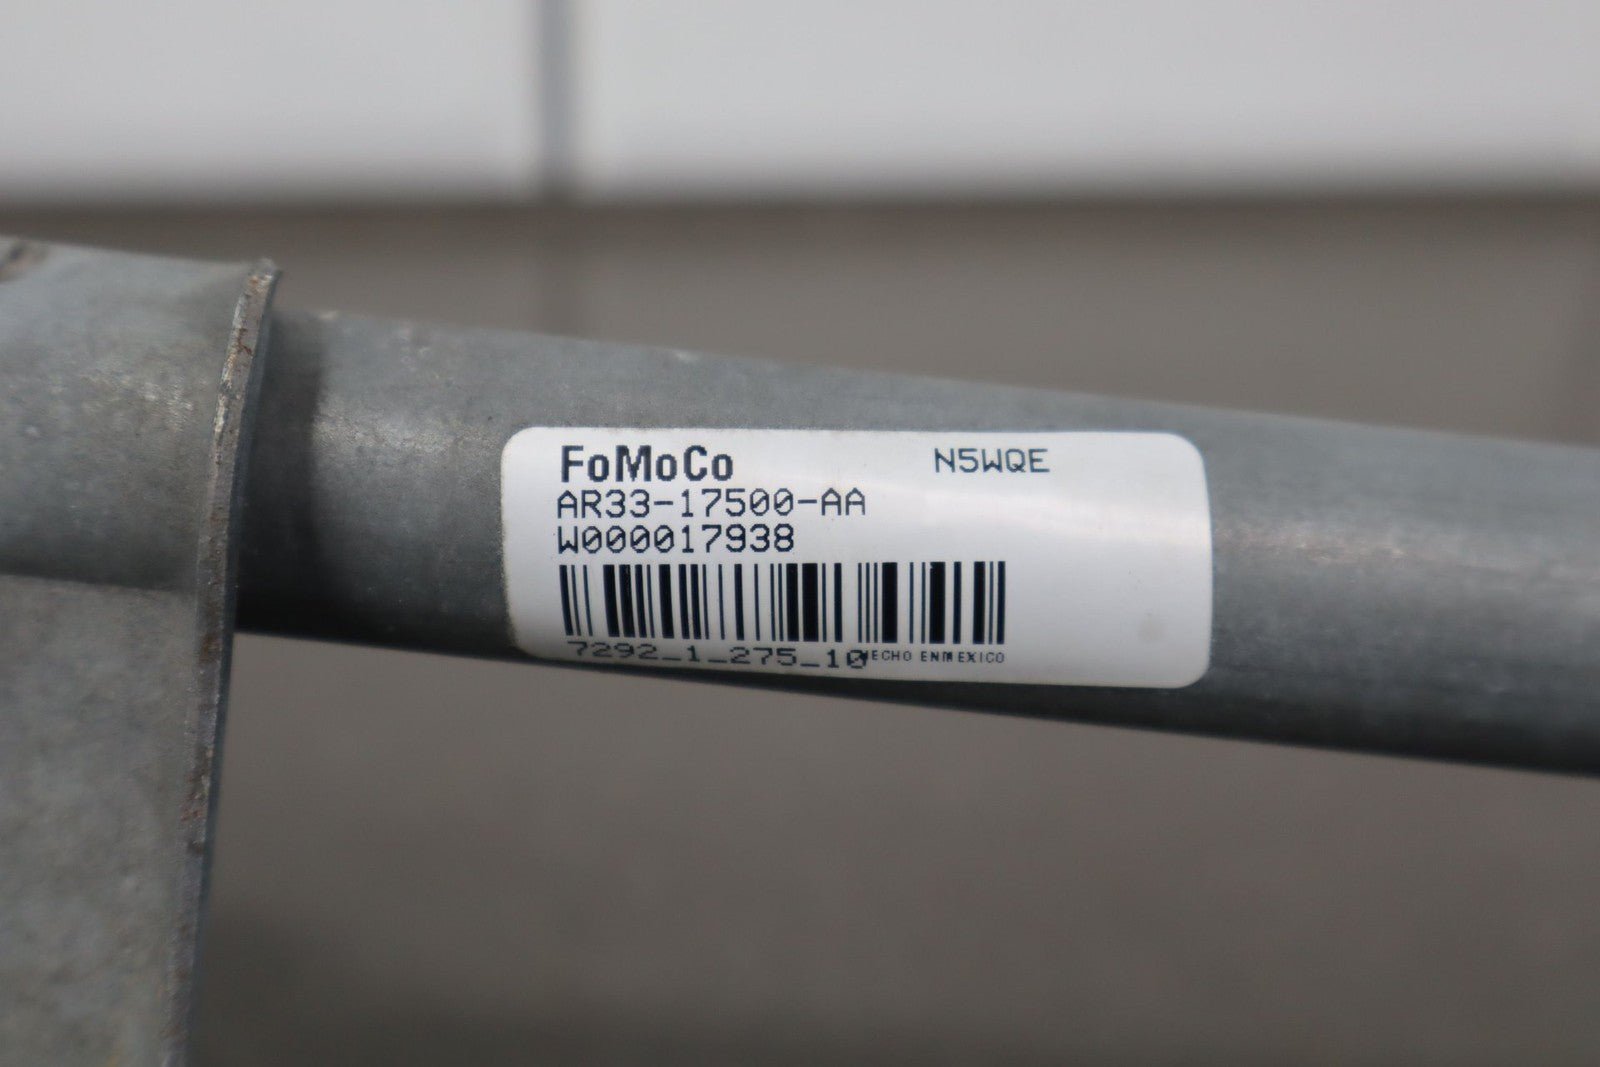 FoMoCo N5WQE
AR33-17500-AA
W000017938
7292_1_275_10 HECHO EN MEXICO